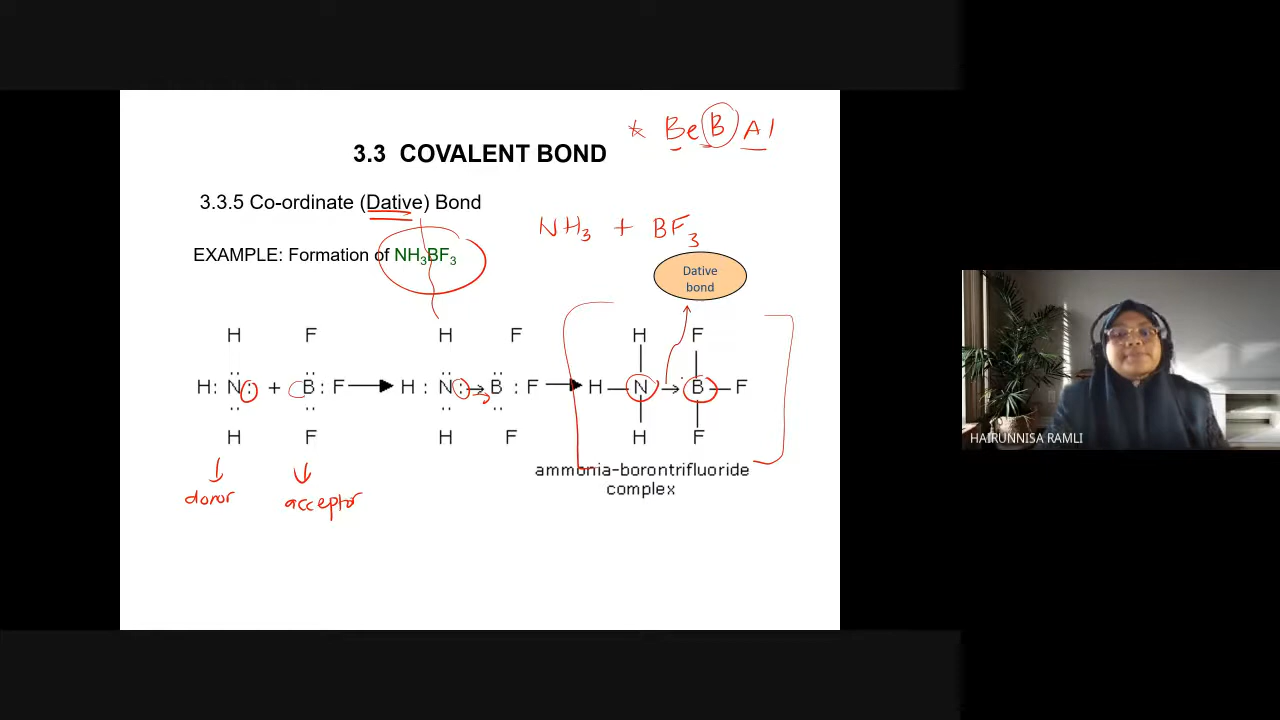 * Be B Al
3.3 COVALENT BOND
3.3.5 Co-ordinate (Dative) Bond
NH3 + BF3
EXAMPLE: Formation of NH3BF3
Dative
bond
H F H F H F
H : N : + B : F H : N : → B : F H — N → B — F
H F H F H F
HAIRUNNISA RAMLI
ammonia-borontrifluoride
complex
donor acceptor